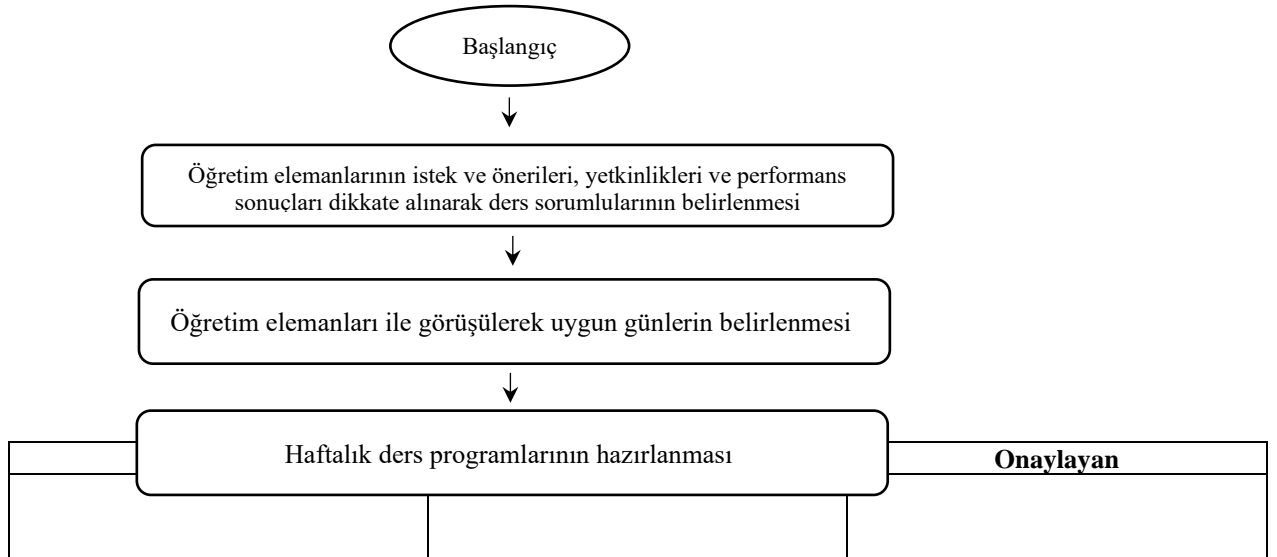 Başlangıç
Öğretim elemanlarının istek ve önerileri, yetkinlikleri ve performans
sonuçları dikkate alınarak ders sorumlularının belirlenmesi
Öğretim elemanları ile görüşülerek uygun günlerin belirlenmesi
Haftalık ders programlarının hazırlanması
Onaylayan